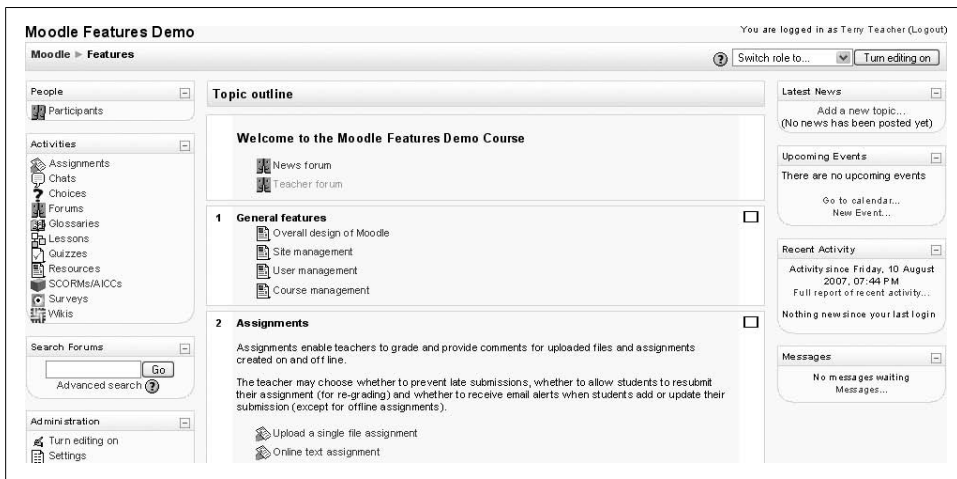 Moodle Features Demo
You are logged in as Terry Teacher (Logout)
Moodle ► Features
Switch role to...
Turn editing on
People
Participants
Activities
Assignments
Chats
Choices
Forums
Glossaries
Lessons
Quizzes
Resources
SCORMs/AICCs
Surveys
Wikis
Search Forums
Go
Advanced search
Administration
Turn editing on
Settings
Topic outline
Welcome to the Moodle Features Demo Course
News forum
Teacher forum
1 General features
Overall design of Moodle
Site management
User management
Course management
2 Assignments
Assignments enable teachers to grade and provide comments for uploaded files and assignments
created on and off line.
The teacher may choose whether to prevent late submissions, whether to allow students to resubmit
their assignment (for re-grading) and whether to receive email alerts when students add or update their
submission (except for offline assignments).
Upload a single file assignment
Online text assignment
Latest News
Add a new topic...
(No news has been posted yet)
Upcoming Events
There are no upcoming events
Go to calendar...
New Event...
Recent Activity
Activity since Friday, 10 August
2007, 07:44 PM
Full report of recent activity...
Nothing new since your last login
Messages
No messages waiting
Messages...